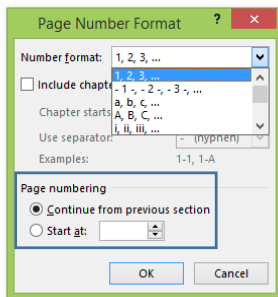 Page Number Format ? ×
Number format: 1, 2, 3, ...
1, 2, 3, ...
Include chapte - 1 -, - 2 -, - 3 -, ...
a, b, c, ...
Chapter starts A, B, C, ...
i, ii, iii, ...
Use separator: - (hyphen)
Examples: 1-1, 1-A
Page numbering
Continue from previous section
Start at:
OK Cancel